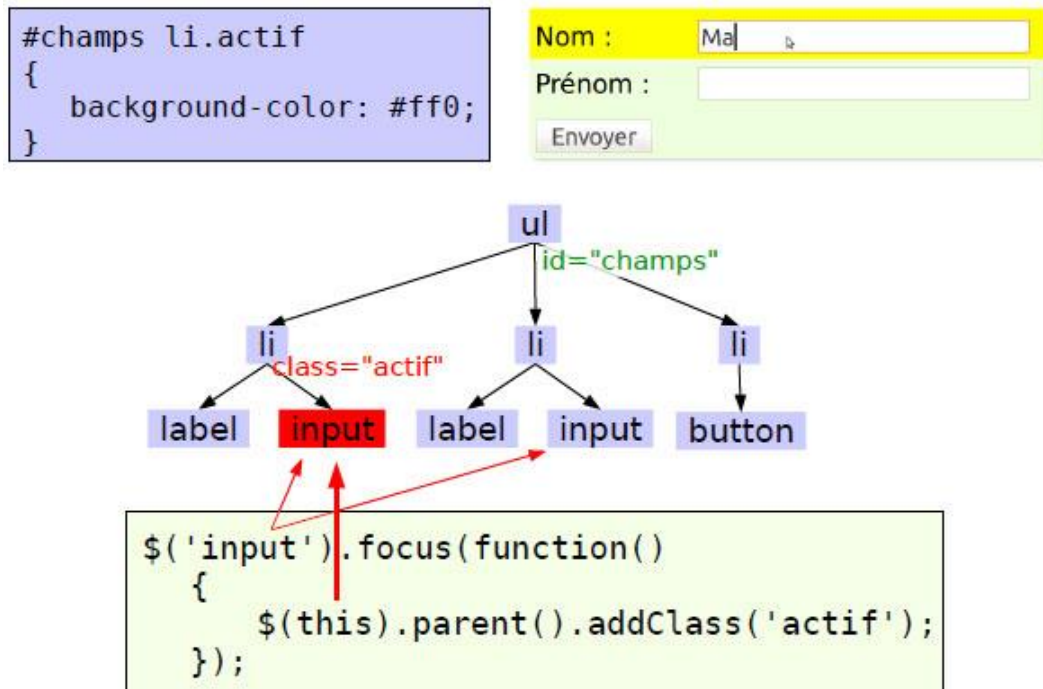 #champs li.actif
{
background-color: #ff0;
}
Nom :
Ma
Prénom :
Envoyer
ul
id="champs"
li
li
li
class="actif"
label
input
label
input
button
$('input').focus(function()
{
$(this).parent().addClass('actif');
});